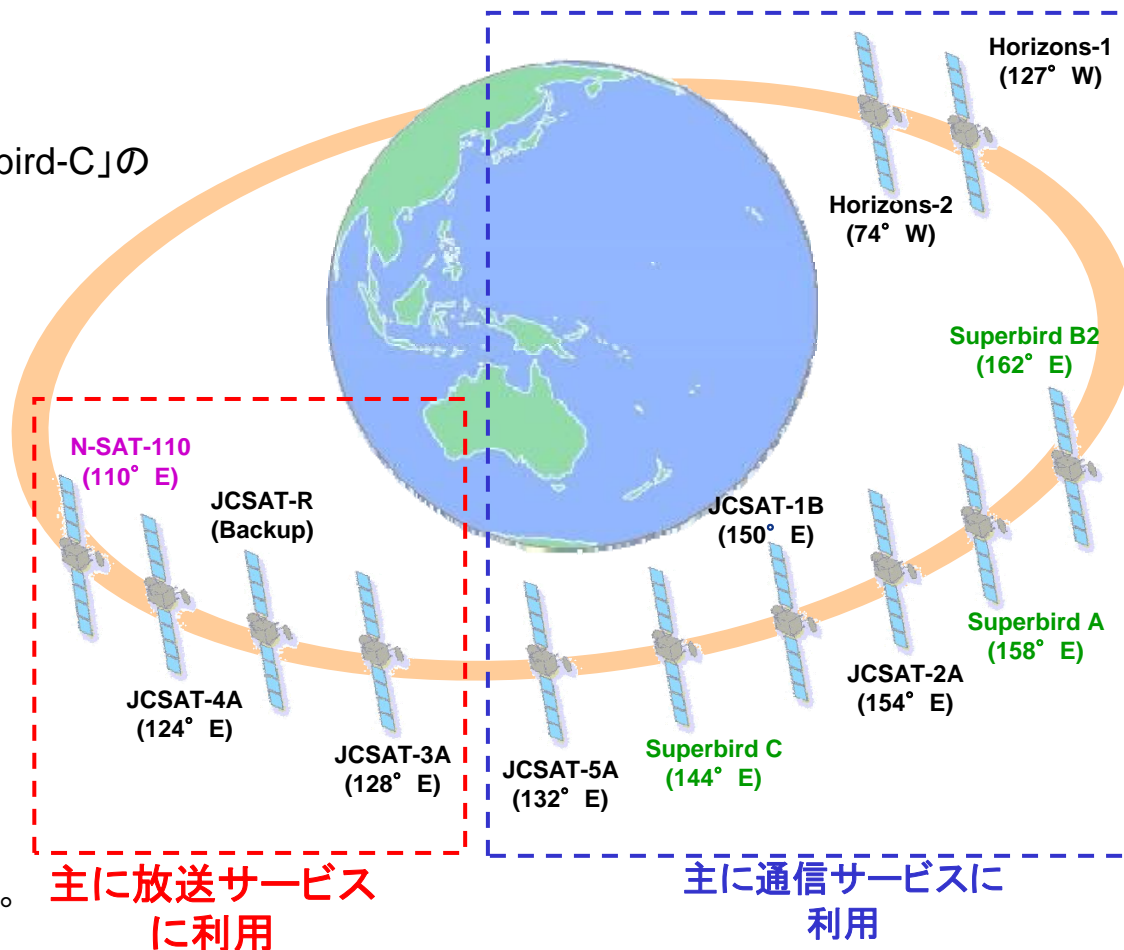 Horizons-1
(127° W)
bird-C」の
Horizons-2
(74° W)
Superbird B2
(162° E)
N-SAT-110
(110° E)
JCSAT-R
(Backup)
JCSAT-1B
(150° E)
Superbird A
(158° E)
JCSAT-2A
(154° E)
JCSAT-4A
(124° E)
JCSAT-3A
(128° E)
JCSAT-5A
(132° E)
Superbird C
(144° E)
。
主に放送サービス
に利用
主に通信サービスに
利用